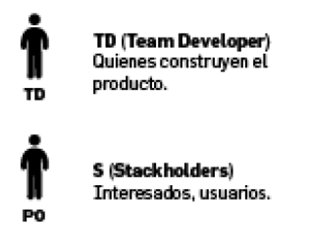 TD (Team Developer)
Quienes construyen el
producto.
TD
S (Stackholders)
Interesados, usuarios.
PO